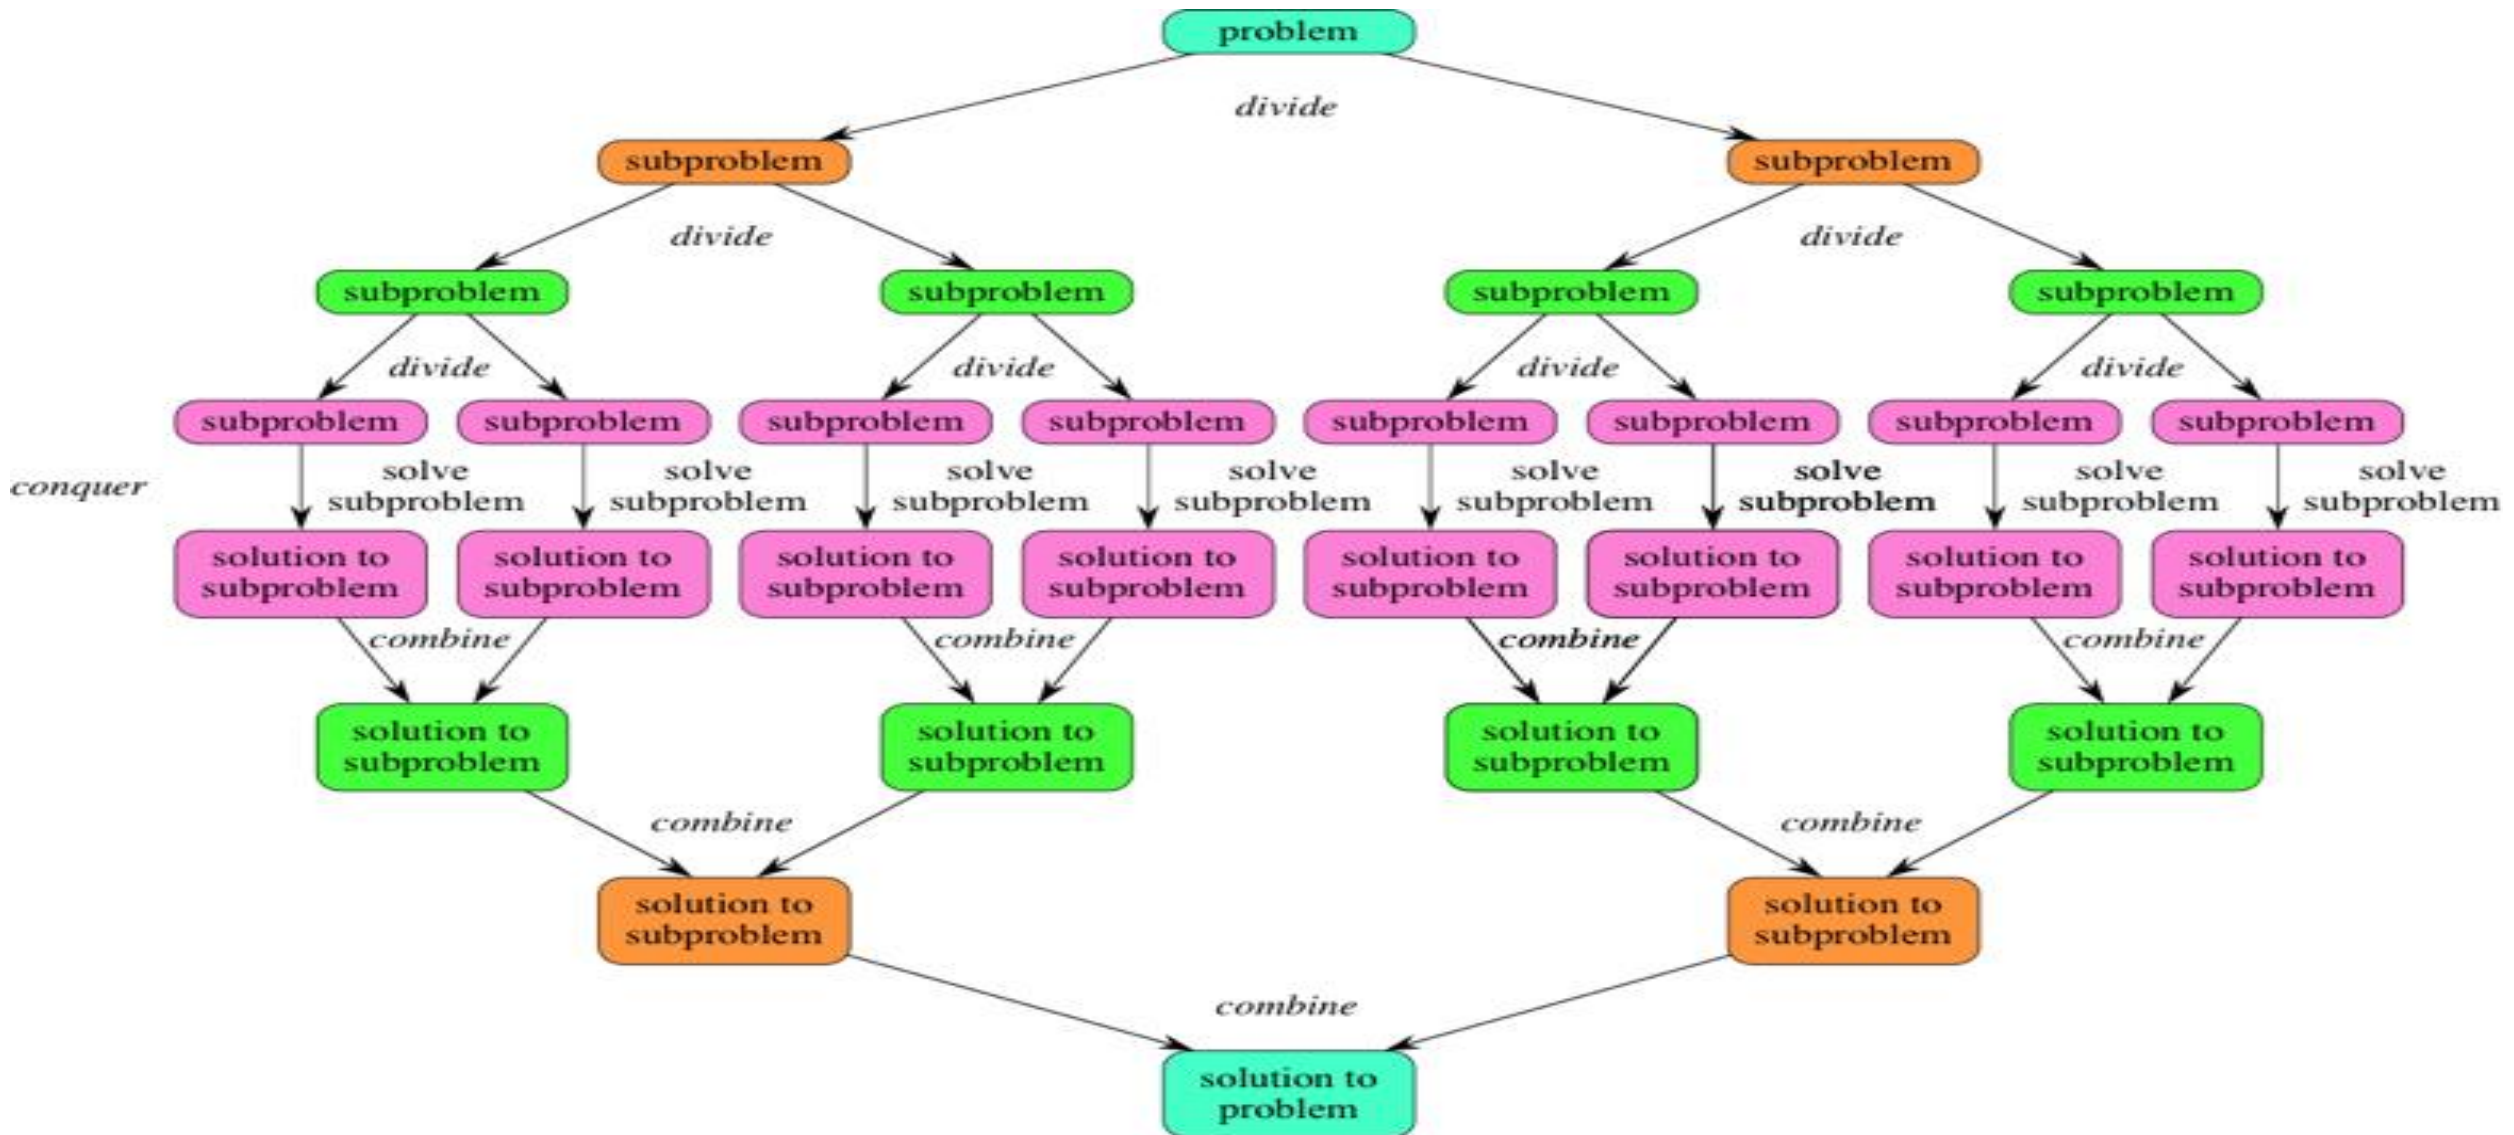 problem
divide
subproblem subproblem
divide divide
subproblem subproblem subproblem subproblem
divide divide divide divide
subproblem subproblem subproblem subproblem subproblem subproblem subproblem subproblem
conquer
solve solve solve solve solve solve solve solve
subproblem subproblem subproblem subproblem subproblem subproblem subproblem subproblem
solution to solution to solution to solution to solution to solution to solution to solution to
subproblem subproblem subproblem subproblem subproblem subproblem subproblem subproblem
combine combine combine combine
solution to solution to solution to solution to
subproblem subproblem subproblem subproblem
combine combine
solution to solution to
subproblem subproblem
combine
solution to
problem